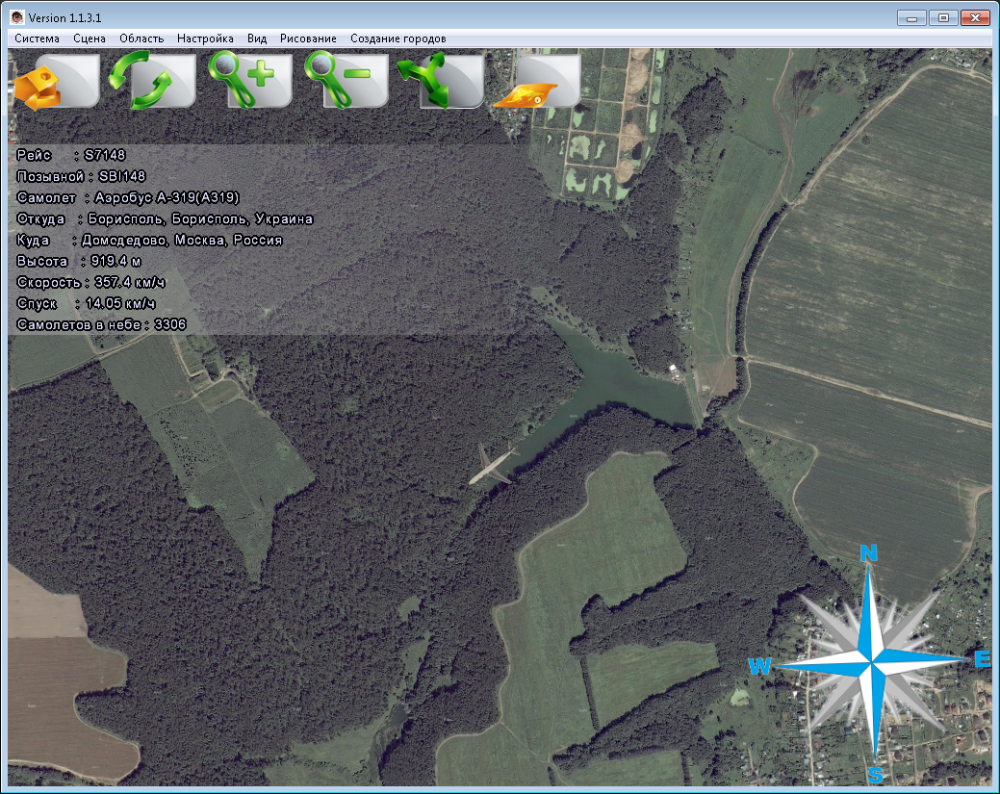 Version 1.1.3.1
Система Сцена Область Настройка Вид Рисование Создание городов
Рейс : S7148
Позывной : SBI148
Самолет : Аэробус А-319(A319)
Откуда : Борисполь, Борисполь, Украина
Куда : Домодедово, Москва, Россия
Высота : 919.4 м
Скорость : 357.4 км/ч
Спуск : 14.05 км/ч
Самолетов в небе : 3306
N
W E
S